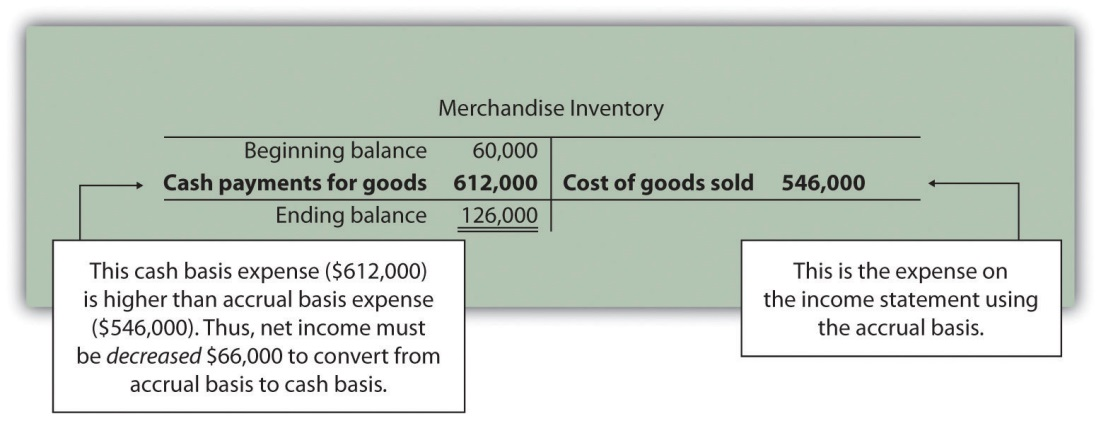 Merchandise Inventory
Beginning balance 60,000
Cash payments for goods 612,000 Cost of goods sold 546,000
Ending balance 126,000
This cash basis expense ($612,000)
is higher than accrual basis expense
($546,000). Thus, net income must
be decreased $66,000 to convert from
accrual basis to cash basis.
This is the expense on
the income statement using
the accrual basis.